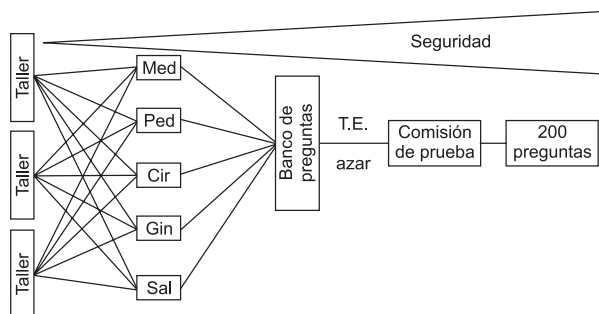 Seguridad
Taller
Taller
Taller
Med
Ped
Cir
Gin
Sal
Banco de
preguntas
T.E.
azar
Comisión
de prueba
200
preguntas